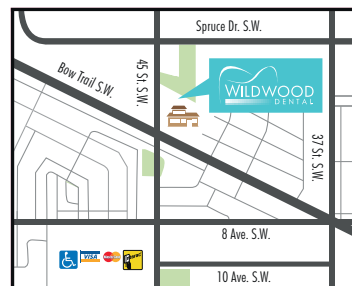 Spruce Dr. S.W.
Bow Trail S.W.
45 St. S.W.
WILDWOOD
DENTAL
37 St. S.W.
8 Ave. S.W.
VISA
10 Ave. S.W.